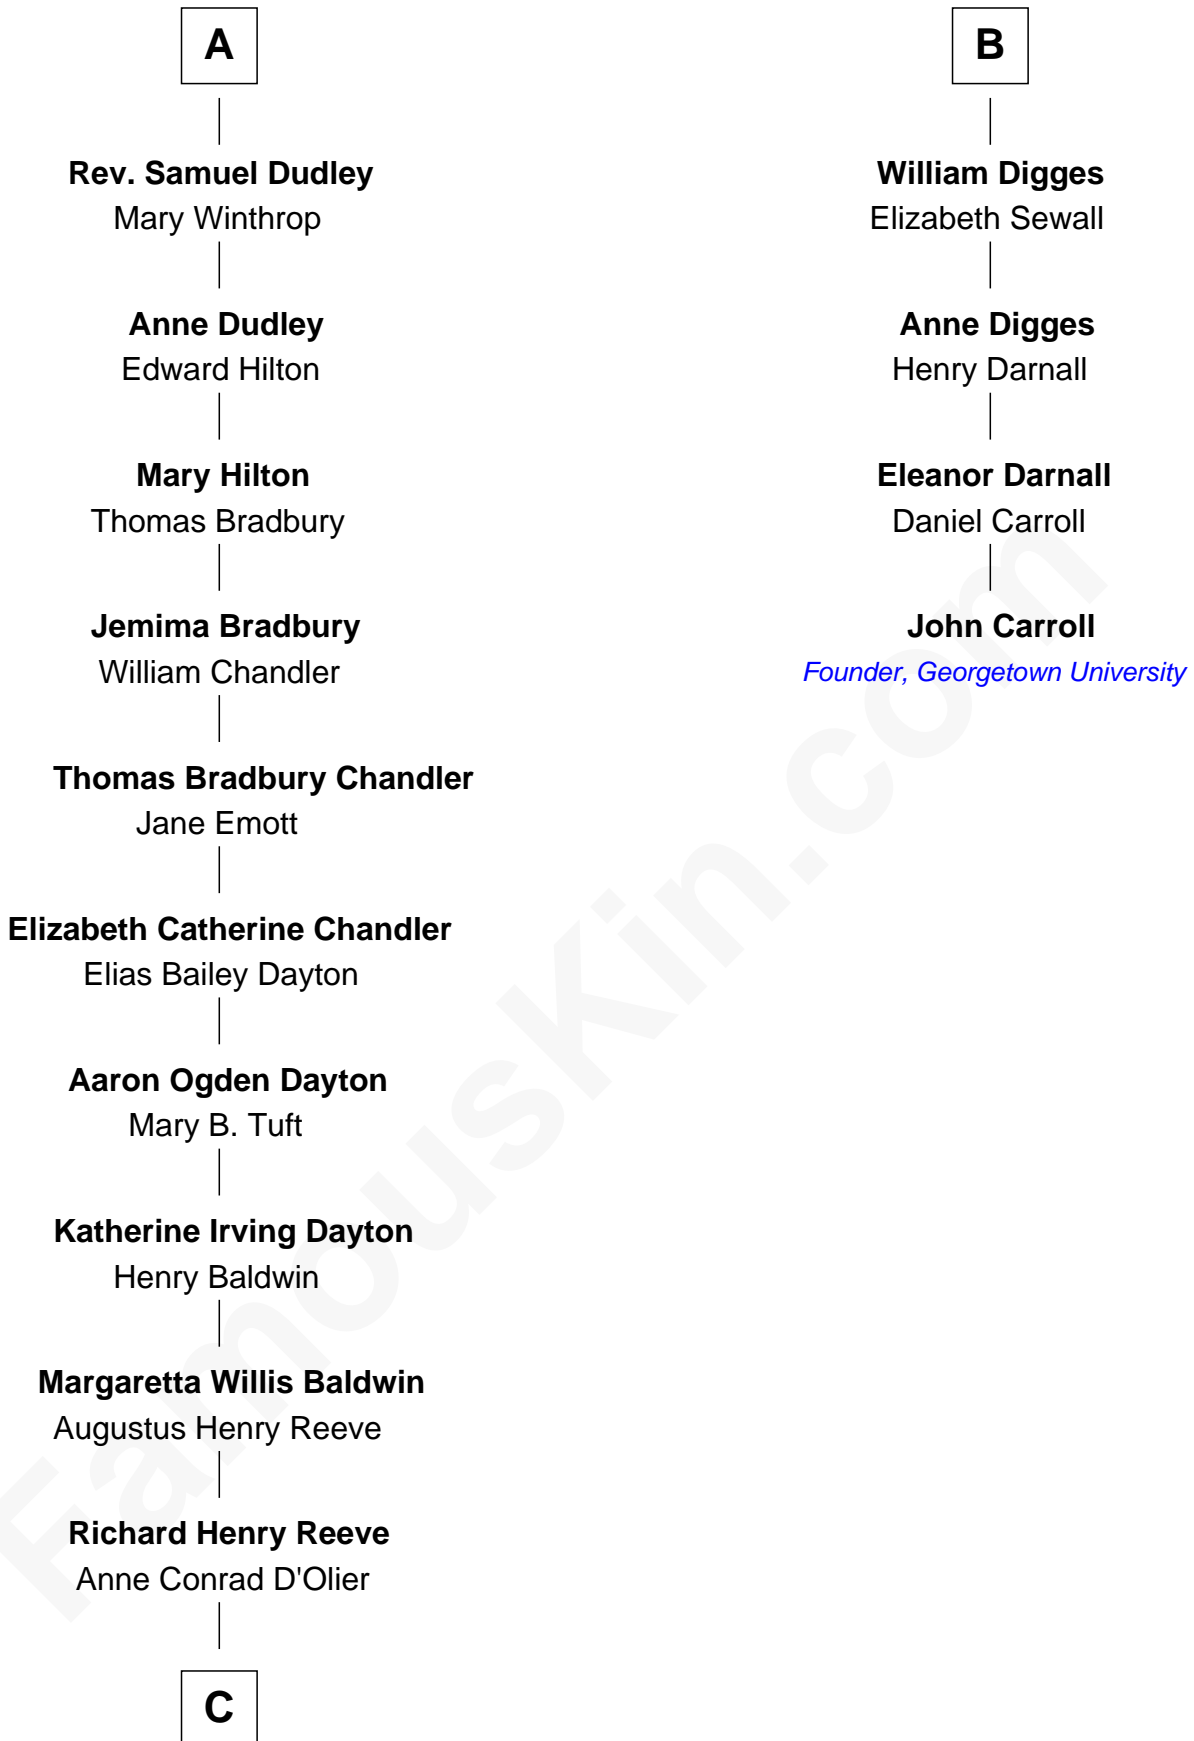 A
Rev. Samuel Dudley
Mary Winthrop
Anne Dudley
Edward Hilton
Mary Hilton
Thomas Bradbury
Jemima Bradbury
William Chandler
Thomas Bradbury Chandler
Jane Emott
Elizabeth Catherine Chandler
Elias Bailey Dayton
Aaron Ogden Dayton
Mary B. Tuft
Katherine Irving Dayton
Henry Baldwin
Margaretta Willis Baldwin
Augustus Henry Reeve
Richard Henry Reeve
Anne Conrad D'Olier
C
B
William Digges
Elizabeth Sewall
Anne Digges
Henry Darnall
Eleanor Darnall
Daniel Carroll
John Carroll
Founder, Georgetown University
FamousKin.com